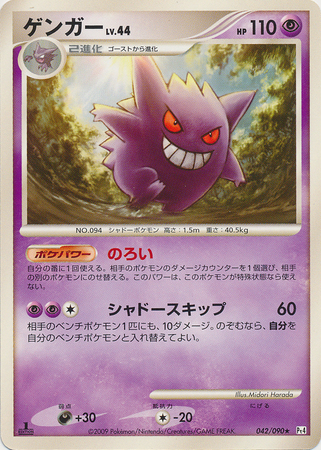 ゲンガー LV.44 HP 110
2進化 ゴーストから進化
NO.094 シャドーポケモン 高さ：1.5m 重さ：40.5kg
ポケパワー のろい
自分の番に1回使える。相手のポケモンのダメージカウンターを1個選び、相手
の別のポケモンにのせ替える。このパワーは、このポケモンが特殊状態なら使え
ない。
シャドースキップ 60
相手のベンチポケモン1匹にも、10ダメージ。のぞむなら、自分を
自分のベンチポケモンと入れ替えてよい。
Illus.Midori Harada
弱点 抵抗力 にげる
+30 -20
1 042/090★ Pt4
©2009 Pokémon/Nintendo/Creatures/GAME FREAK